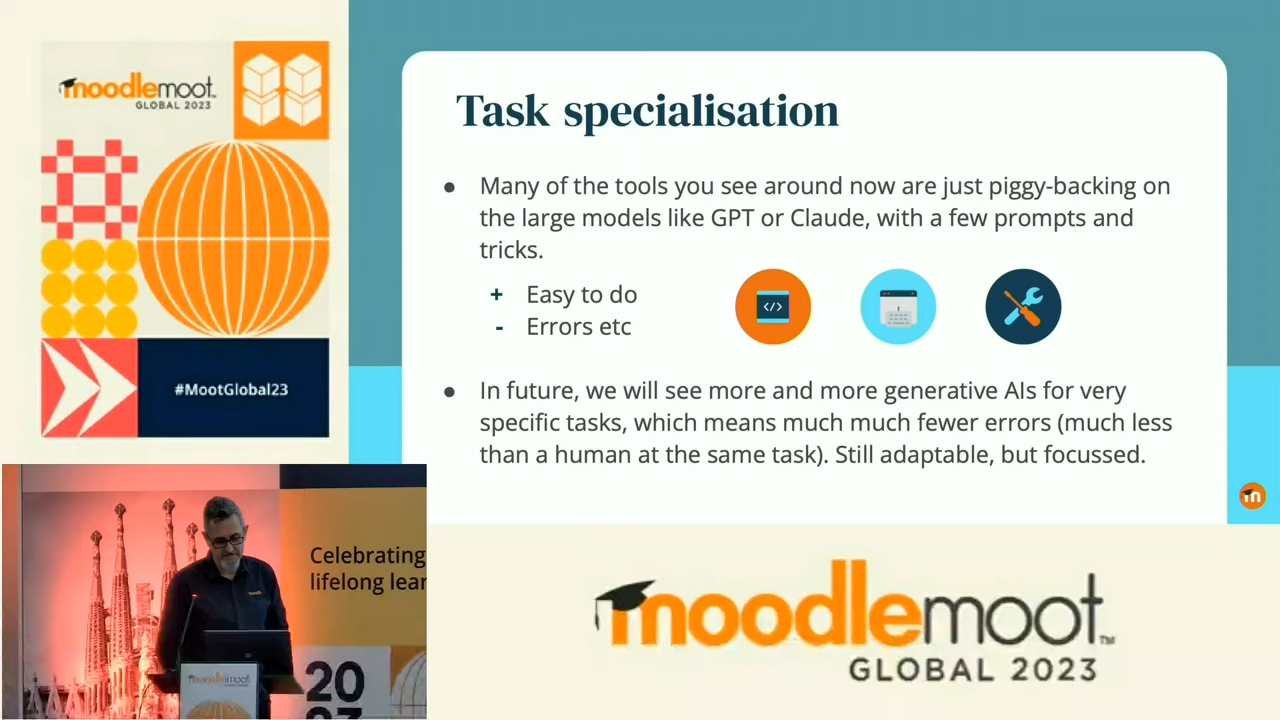 moodlemoot
GLOBAL 2023
#MootGlobal23
Task specialisation
● Many of the tools you see around now are just piggy-backing on
the large models like GPT or Claude, with a few prompts and
tricks.
+ Easy to do
- Errors etc
</>
● In future, we will see more and more generative AIs for very
specific tasks, which means much much fewer errors (much less
than a human at the same task). Still adaptable, but focussed.
m
Celebrating
lifelong lear
moodlemoot
20
23
moodlemoot™
GLOBAL 2023